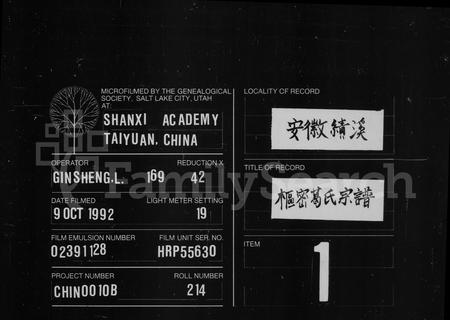 MICROFILMED BY THE GENEALOGICAL
SOCIETY, SALT LAKE CITY, UTAH
AT:
SHANXI ACADEMY
TAIYUAN, CHINA
OPERATOR REDUCTION X
GINSHENG.L. 169 42
DATE FILMED LIGHT METER SETTING
9 OCT 1992 19
FILM EMULSION NUMBER FILM UNIT SER. NO.
02391128 HRP55630
PROJECT NUMBER ROLL NUMBER
CHIN0010B 214
LOCALITY OF RECORD
安徽績溪
TITLE OF RECORD
樞密葛氏宗譜
ITEM
1
FamilySearch